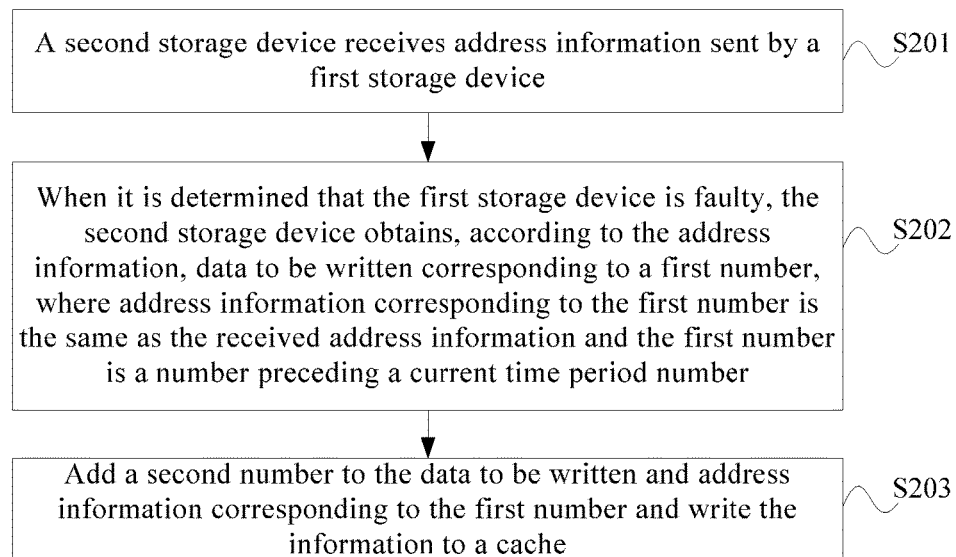 A second storage device receives address information sent by a
first storage device
S201
When it is determined that the first storage device is faulty, the
second storage device obtains, according to the address
information, data to be written corresponding to a first number,
where address information corresponding to the first number is
the same as the received address information and the first number
is a number preceding a current time period number
S202
Add a second number to the data to be written and address
information corresponding to the first number and write the
information to a cache
S203